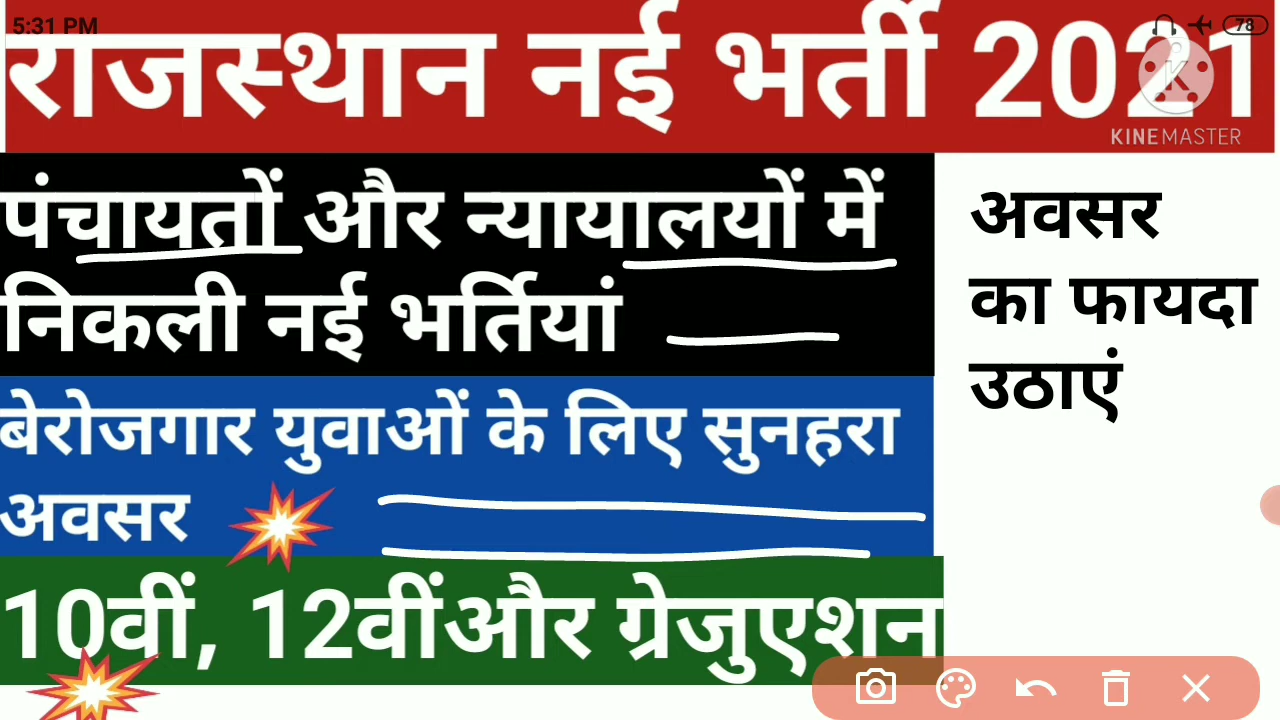 5:31 PM
78
राजस्थान नई भर्ती 2021
KINEMASTER
पंचायतों और न्यायालयों में
निकली नई भर्तियां
बेरोजगार युवाओं के लिए सुनहरा
अवसर
10वीं, 12वीं और ग्रेजुएशन
अवसर
का फायदा
उठाएं